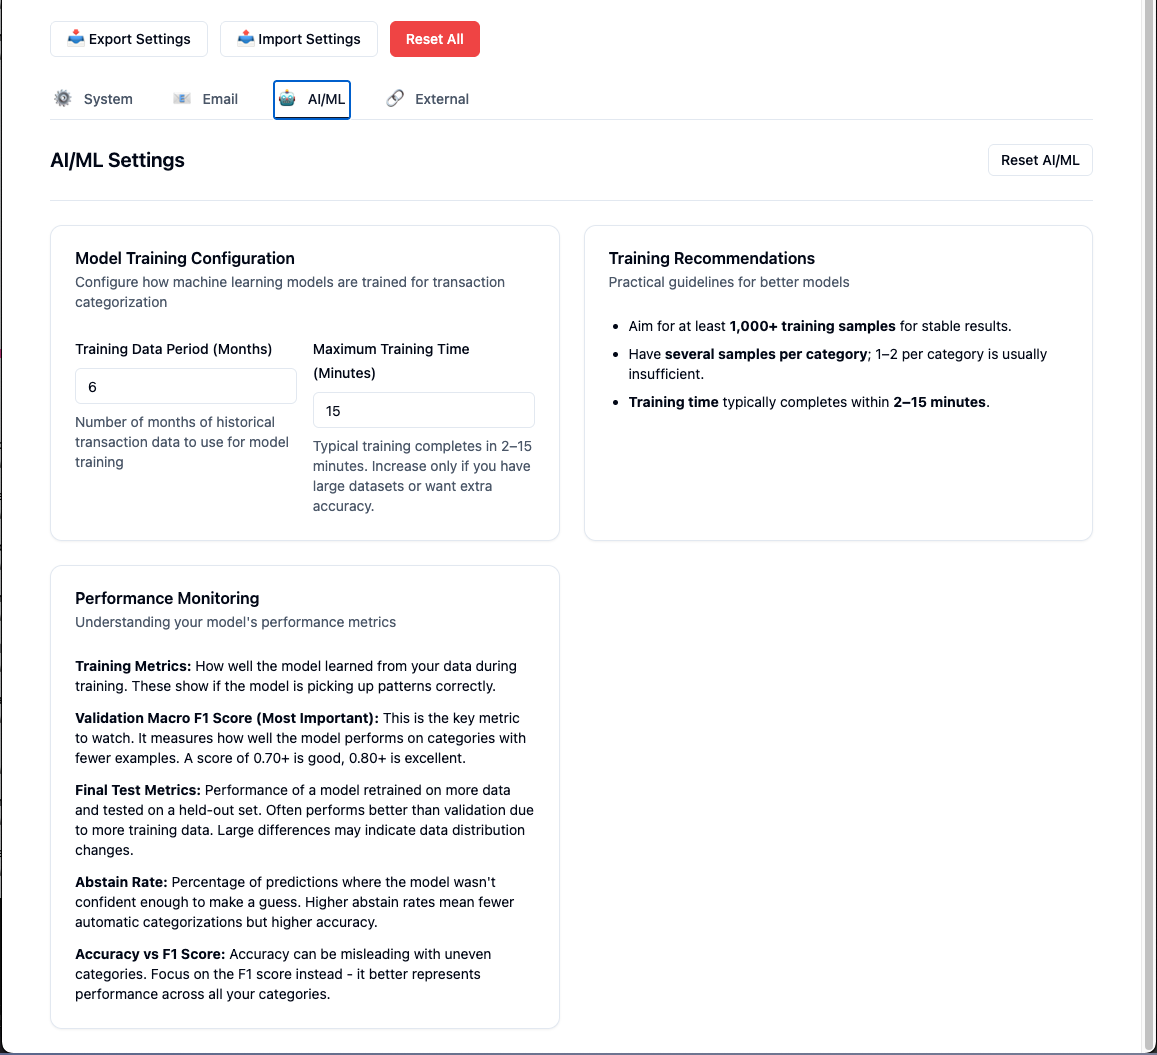 Export Settings
Import Settings
Reset All
System
Email
AI/ML
External
AI/ML Settings
Reset AI/ML
Model Training Configuration
Configure how machine learning models are trained for transaction
categorization
Training Data Period (Months)
6
Number of months of historical
transaction data to use for model
training
Maximum Training Time
(Minutes)
15
Typical training completes in 2–15
minutes. Increase only if you have
large datasets or want extra
accuracy.
Training Recommendations
Practical guidelines for better models
• Aim for at least 1,000+ training samples for stable results.
• Have several samples per category; 1–2 per category is usually
insufficient.
• Training time typically completes within 2–15 minutes.
Performance Monitoring
Understanding your model's performance metrics
Training Metrics: How well the model learned from your data during
training. These show if the model is picking up patterns correctly.
Validation Macro F1 Score (Most Important): This is the key metric
to watch. It measures how well the model performs on categories with
fewer examples. A score of 0.70+ is good, 0.80+ is excellent.
Final Test Metrics: Performance of a model retrained on more data
and tested on a held-out set. Often performs better than validation due
to more training data. Large differences may indicate data distribution
changes.
Abstain Rate: Percentage of predictions where the model wasn't
confident enough to make a guess. Higher abstain rates mean fewer
automatic categorizations but higher accuracy.
Accuracy vs F1 Score: Accuracy can be misleading with uneven
categories. Focus on the F1 score instead - it better represents
performance across all your categories.